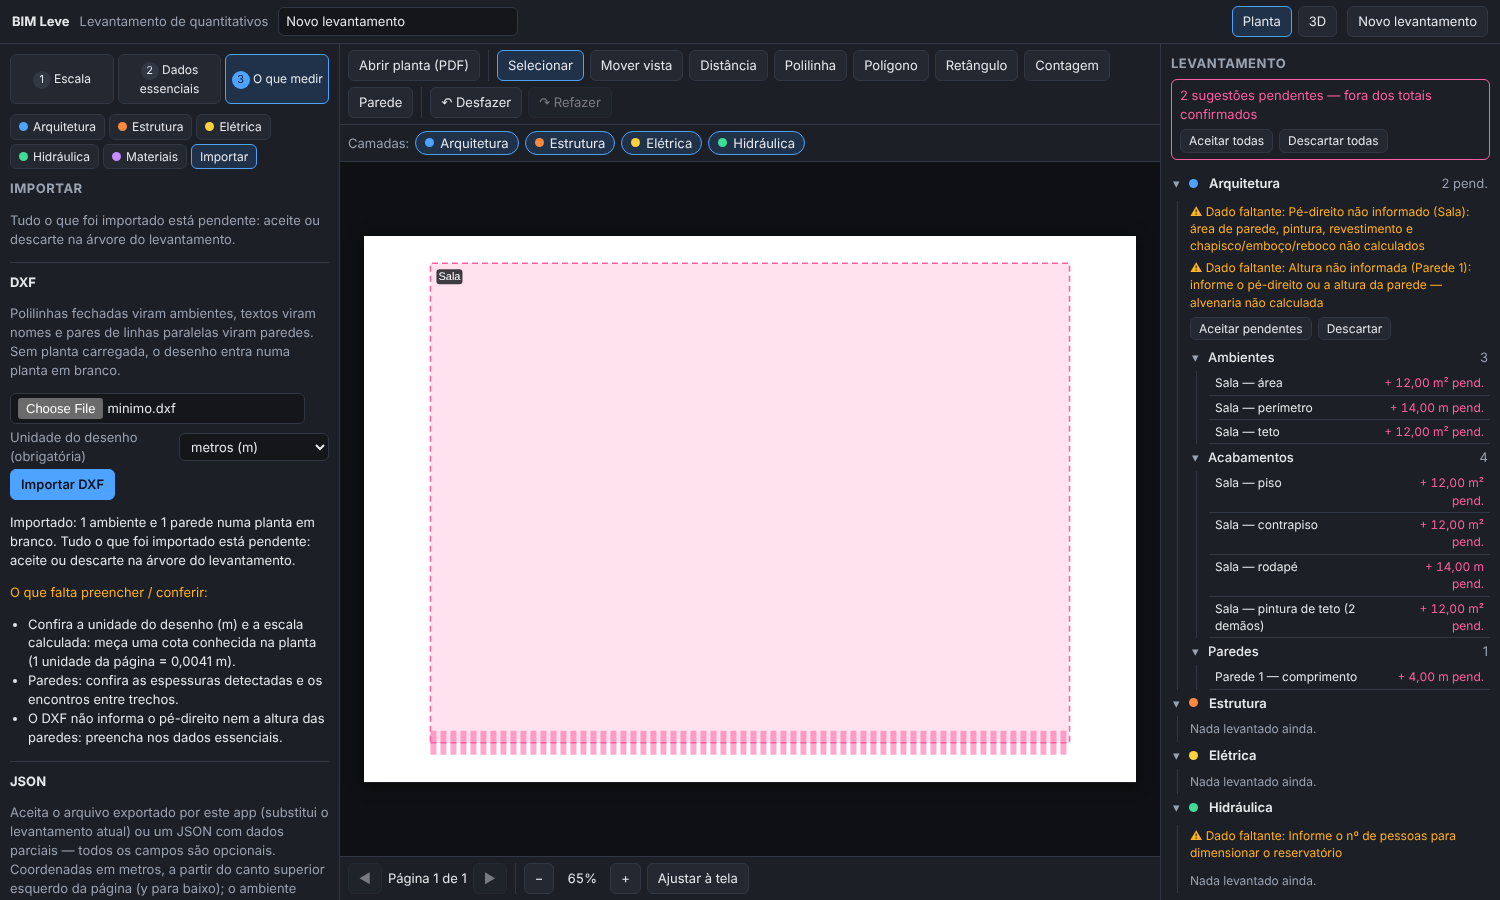 BIM Leve Levantamento de quantitativos Novo levantamento Planta 3D Novo levantamento
1 Escala
2 Dados essenciais
3 O que medir
Arquitetura Estrutura Elétrica
Hidráulica Materiais Importar
IMPORTAR
Tudo o que foi importado está pendente: aceite ou
descarte na árvore do levantamento.
DXF
Polilinhas fechadas viram ambientes, textos viram
nomes e pares de linhas paralelas viram paredes.
Sem planta carregada, o desenho entra numa
planta em branco.
Choose File minimo.dxf
Unidade do desenho
(obrigatória)
metros (m)
Importar DXF
Importado: 1 ambiente e 1 parede numa planta em
branco. Tudo o que foi importado está pendente:
aceite ou descarte na árvore do levantamento.
O que falta preencher / conferir:
• Confira a unidade do desenho (m) e a escala
calculada: meça uma cota conhecida na planta
(1 unidade da página = 0,0041 m).
• Paredes: confira as espessuras detectadas e os
encontros entre trechos.
• O DXF não informa o pé-direito nem a altura das
paredes: preencha nos dados essenciais.
JSON
Aceita o arquivo exportado por este app (substitui o
levantamento atual) ou um JSON com dados
parciais — todos os campos são opcionais.
Coordenadas em metros, a partir do canto superior
esquerdo da página (y para baixo); o ambiente
Abrir planta (PDF) Selecionar Mover vista Distância Polilinha Polígono Retângulo Contagem
Parede ↶ Desfazer ↷ Refazer
Camadas: Arquitetura Estrutura Elétrica Hidráulica
Sala
◀ Página 1 de 1 ▶ − 65% + Ajustar à tela
LEVANTAMENTO
2 sugestões pendentes — fora dos totais
confirmados
Aceitar todas Descartar todas
▼ Arquitetura 2 pend.
⚠ Dado faltante: Pé-direito não informado (Sala):
área de parede, pintura, revestimento e
chapisco/emboço/reboco não calculados
⚠ Dado faltante: Altura não informada (Parede 1):
informe o pé-direito ou a altura da parede —
alvenaria não calculada
Aceitar pendentes Descartar
▼ Ambientes 3
Sala — área + 12,00 m² pend.
Sala — perímetro + 14,00 m pend.
Sala — teto + 12,00 m² pend.
▼ Acabamentos 4
Sala — piso + 12,00 m²
pend.
Sala — contrapiso + 12,00 m²
pend.
Sala — rodapé + 14,00 m
pend.
Sala — pintura de teto (2 + 12,00 m²
demãos) pend.
▼ Paredes 1
Parede 1 — comprimento + 4,00 m pend.
▼ Estrutura
Nada levantado ainda.
▼ Elétrica
Nada levantado ainda.
▼ Hidráulica
⚠ Dado faltante: Informe o nº de pessoas para
dimensionar o reservatório
Nada levantado ainda.